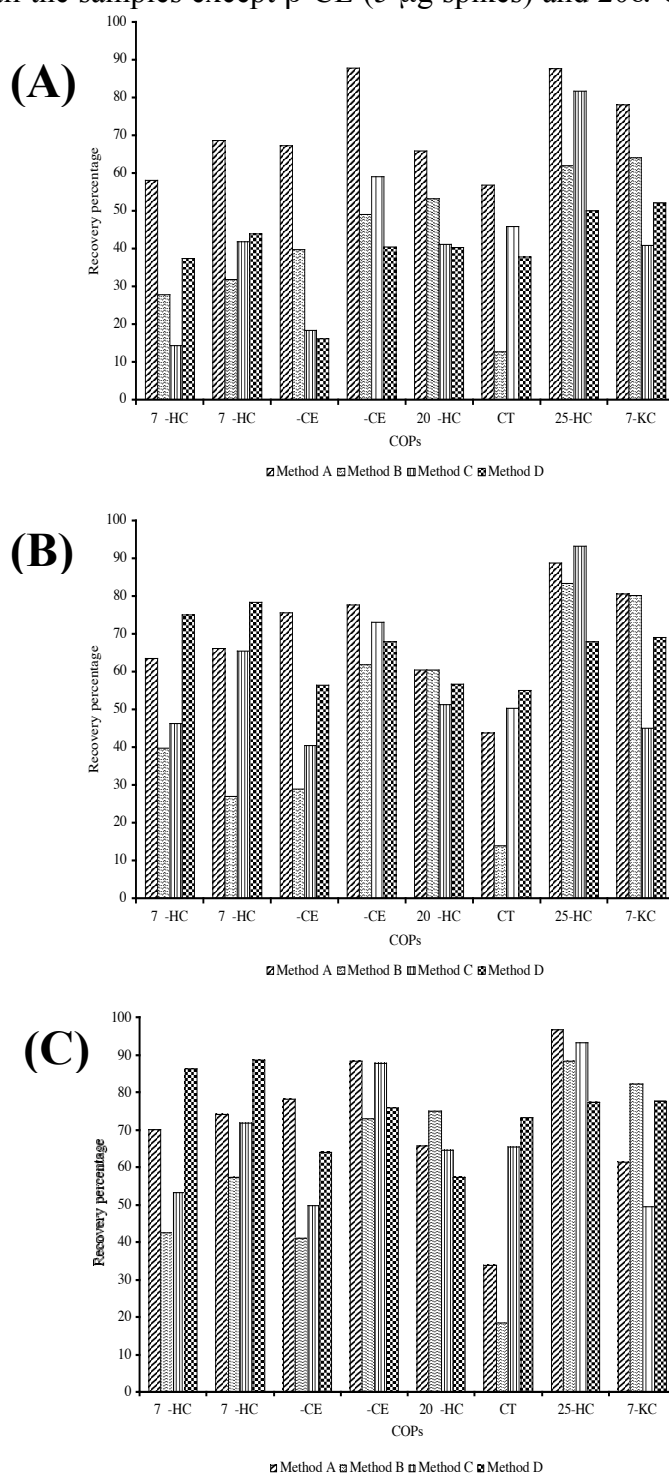 the samples except β-CE (5 µg spikes) and 20α-
(A)
Recovery percentage
100
90
80
70
60
50
40
30
20
10
0
7 -HC 7 -HC -CE -CE 20 -HC CT 25-HC 7-KC
COPs
Method A Method B Method C Method D
(B)
Recovery percentage
100
90
80
70
60
50
40
30
20
10
0
7 -HC 7 -HC -CE -CE 20 -HC CT 25-HC 7-KC
COPs
Method A Method B Method C Method D
(C)
Recovery percentage
100
90
80
70
60
50
40
30
20
10
0
7 -HC 7 -HC -CE -CE 20 -HC CT 25-HC 7-KC
COPs
Method A Method B Method C Method D